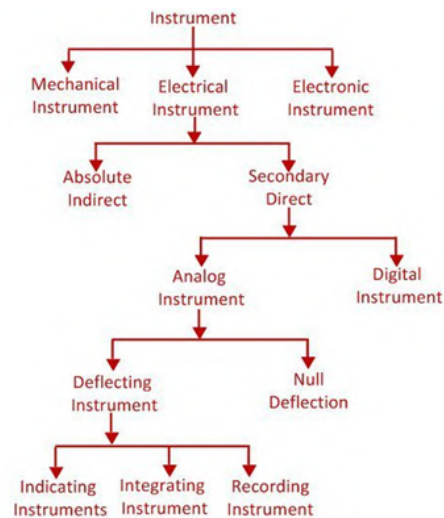 Instrument
Mechanical
Instrument
Electrical
Instrument
Electronic
Instrument
Absolute
Indirect
Secondary
Direct
Analog
Instrument
Digital
Instrument
Deflecting
Instrument
Null
Deflection
Indicating
Instruments
Integrating
Instrument
Recording
Instrument